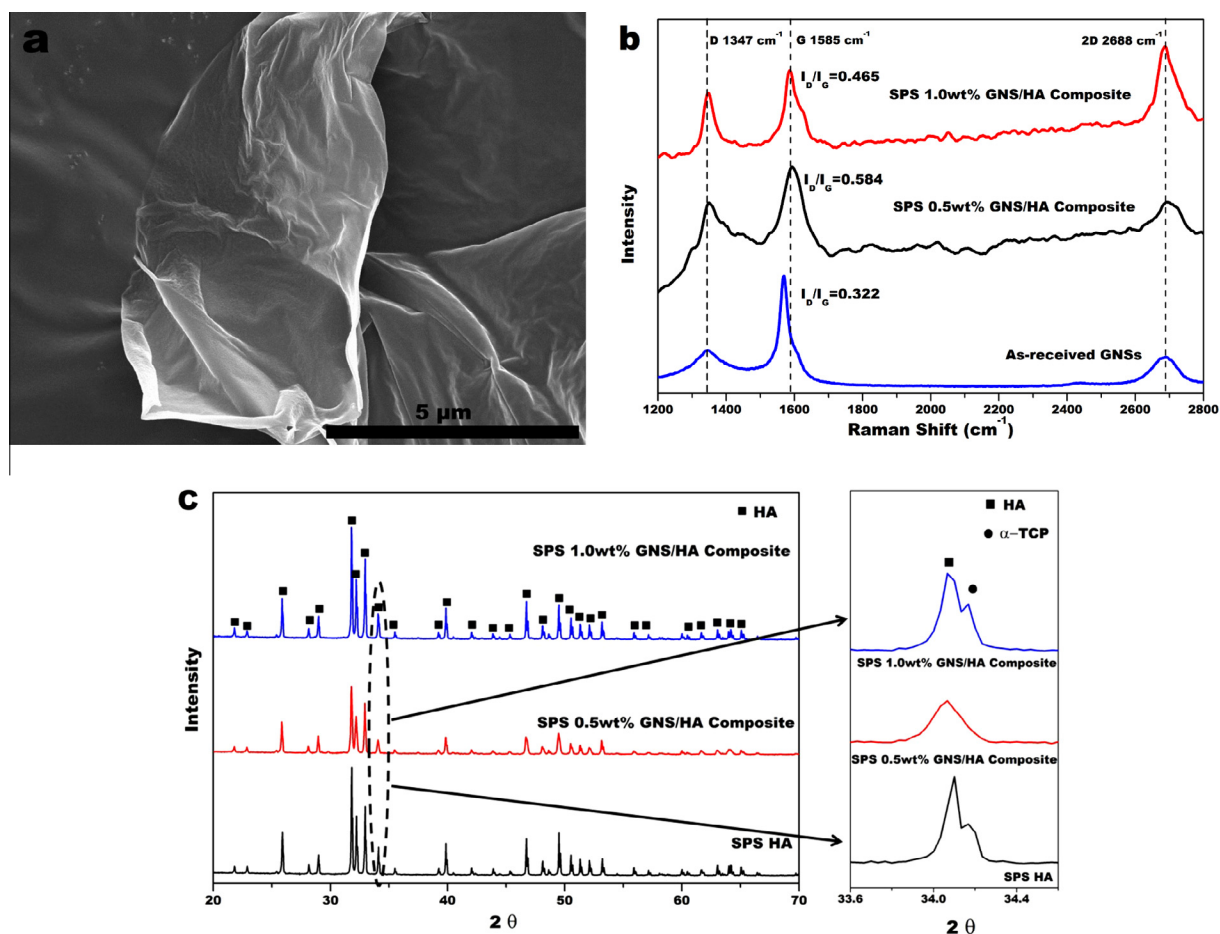 a
5 µm
b
D 1347 cm⁻¹
G 1585 cm⁻¹
2D 2688 cm⁻¹
I_D/I_G=0.465
SPS 1.0wt% GNS/HA Composite
I_D/I_G=0.584
SPS 0.5wt% GNS/HA Composite
I_D/I_G=0.322
As-received GNSs
Intensity
1200 1400 1600 1800 2000 2200 2400 2600 2800
Raman Shift (cm⁻¹)
c
■ HA
SPS 1.0wt% GNS/HA Composite
SPS 0.5wt% GNS/HA Composite
SPS HA
Intensity
20 30 40 50 60 70
2 θ
■ HA
● α−TCP
SPS 1.0wt% GNS/HA Composite
SPS 0.5wt% GNS/HA Composite
SPS HA
33.6 34.0 34.4
2 θ